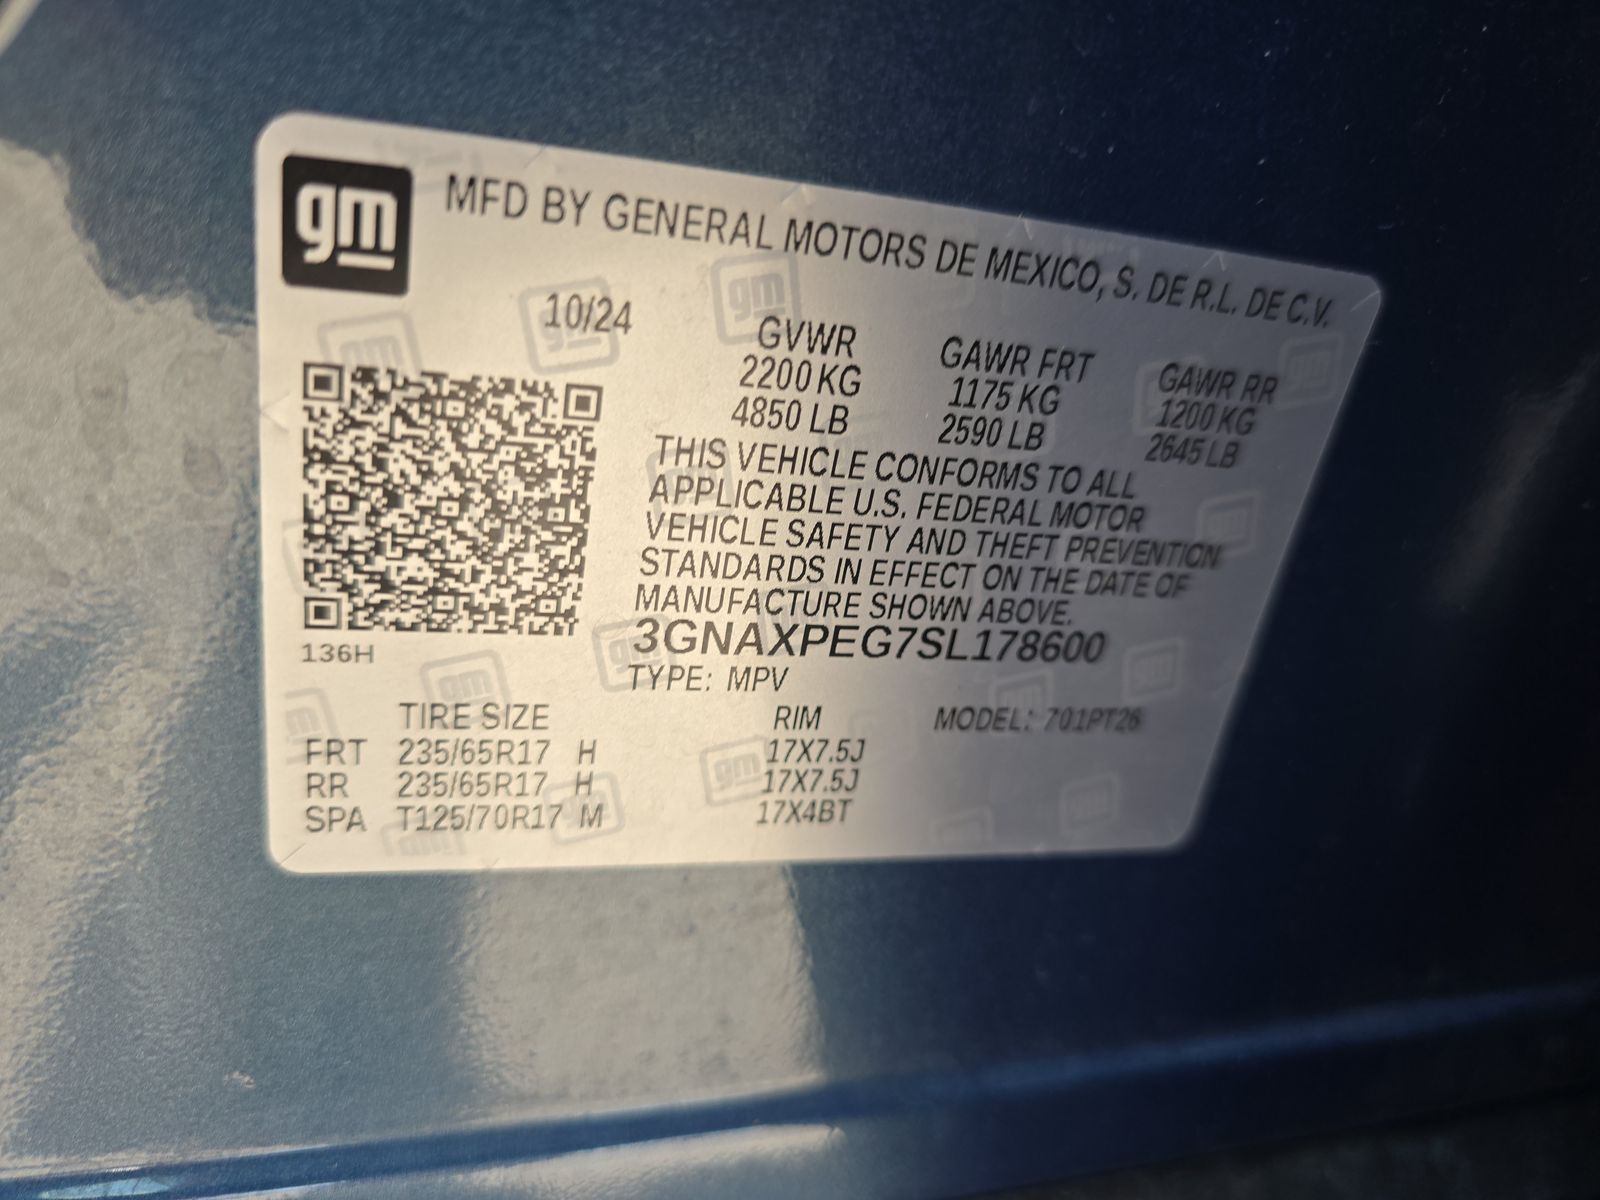 gm
MFD BY GENERAL MOTORS DE MEXICO, S. DE R.L. DE C.V.
10/24
GVWR GAWR FRT GAWR RR
2200 KG 1175 KG 1200 KG
4850 LB 2590 LB 2645 LB
THIS VEHICLE CONFORMS TO ALL
APPLICABLE U.S. FEDERAL MOTOR
VEHICLE SAFETY AND THEFT PREVENTION
STANDARDS IN EFFECT ON THE DATE OF
MANUFACTURE SHOWN ABOVE.
3GNAXPEG7SL178600
136H
TYPE: MPV
TIRE SIZE RIM MODEL: 701PT26
FRT 235/65R17 H 17X7.5J
RR 235/65R17 H 17X7.5J
SPA T125/70R17 M 17X4BT